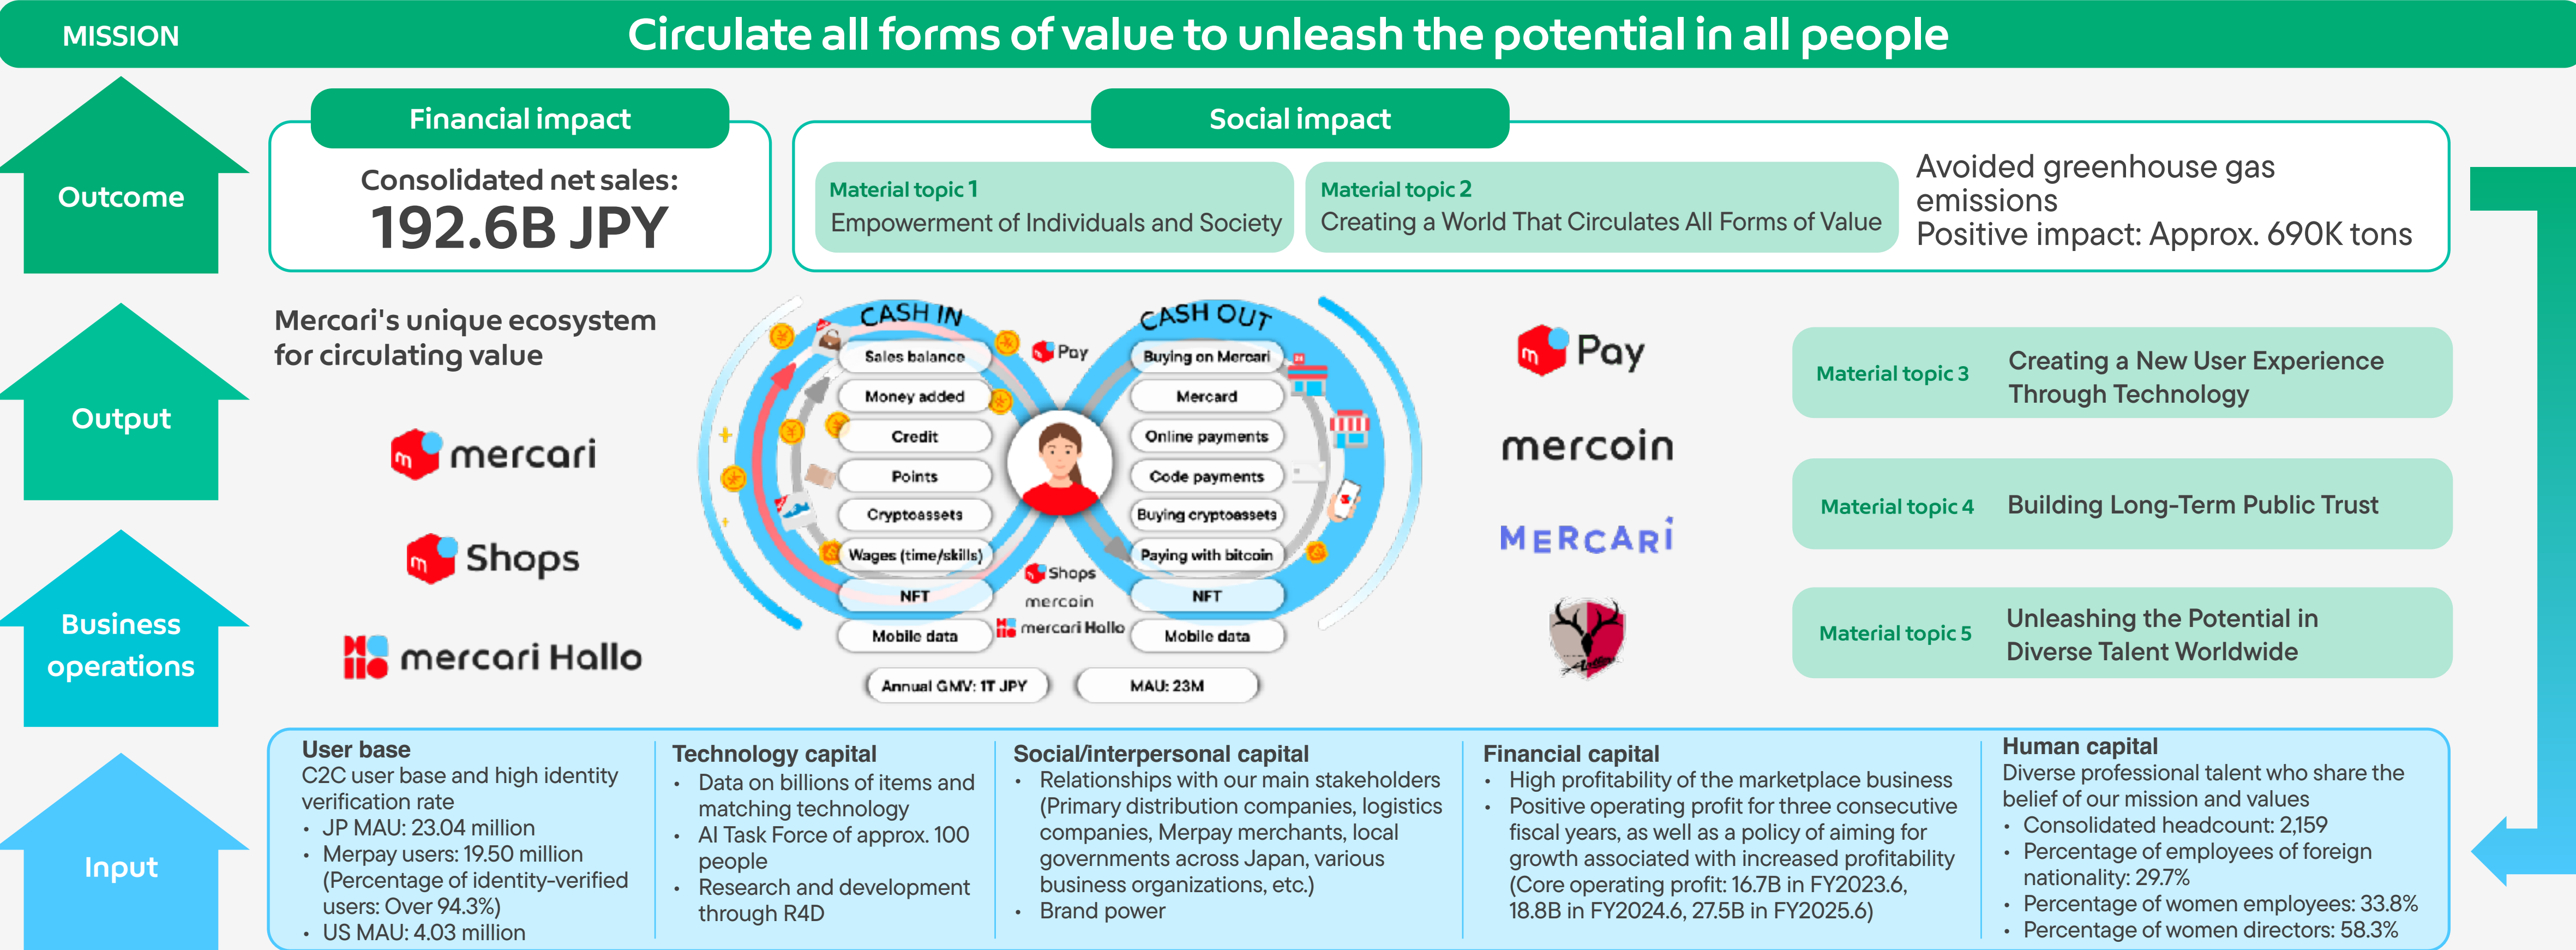 MISSION
Circulate all forms of value to unleash the potential in all people
Outcome
Financial impact
Consolidated net sales:
192.6B JPY
Social impact
Material topic 1
Empowerment of Individuals and Society
Material topic 2
Creating a World That Circulates All Forms of Value
Avoided greenhouse gas
emissions
Positive impact: Approx. 690K tons
Output
Business
operations
Mercari's unique ecosystem
for circulating value
m mercari
m Shops
mercari Hallo
CASH IN
Sales balance
Money added
Credit
Points
Cryptoassets
Wages (time/skills)
NFT
Mobile data
Pay
Shops
mercoin
mercari Hallo
CASH OUT
Buying on Mercari
Mercard
Online payments
Code payments
Buying cryptoassets
Paying with bitcoin
NFT
Mobile data
Annual GMV: 1T JPY
MAU: 23M
m Pay
mercoin
MERCARi
Antlers
Material topic 3
Creating a New User Experience
Through Technology
Material topic 4
Building Long-Term Public Trust
Material topic 5
Unleashing the Potential in
Diverse Talent Worldwide
Input
User base
C2C user base and high identity
verification rate
• JP MAU: 23.04 million
• Merpay users: 19.50 million
(Percentage of identity-verified
users: Over 94.3%)
• US MAU: 4.03 million
Technology capital
• Data on billions of items and
matching technology
• AI Task Force of approx. 100
people
• Research and development
through R4D
Social/interpersonal capital
• Relationships with our main stakeholders
(Primary distribution companies, logistics
companies, Merpay merchants, local
governments across Japan, various
business organizations, etc.)
• Brand power
Financial capital
• High profitability of the marketplace business
• Positive operating profit for three consecutive
fiscal years, as well as a policy of aiming for
growth associated with increased profitability
(Core operating profit: 16.7B in FY2023.6,
18.8B in FY2024.6, 27.5B in FY2025.6)
Human capital
Diverse professional talent who share the
belief of our mission and values
• Consolidated headcount: 2,159
• Percentage of employees of foreign
nationality: 29.7%
• Percentage of women employees: 33.8%
• Percentage of women directors: 58.3%